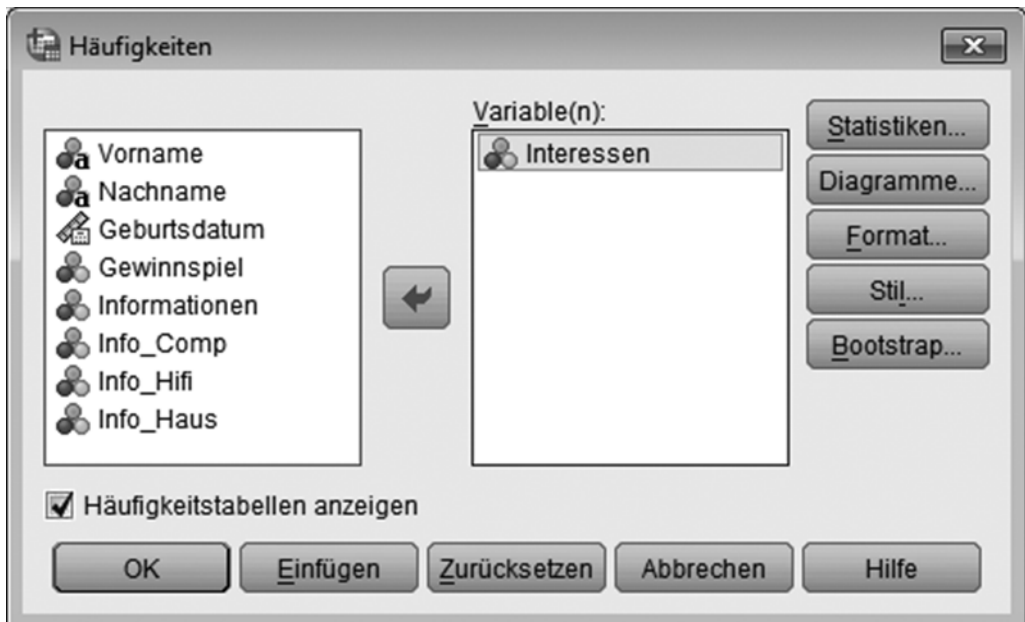 Häufigkeiten
Vorname
Nachname
Geburtsdatum
Gewinnspiel
Informationen
Info_Comp
Info_Hifi
Info_Haus
Variable(n):
Interessen
Statistiken...
Diagramme...
Format...
Stil...
Bootstrap...
Häufigkeitstabellen anzeigen
OK
Einfügen
Zurücksetzen
Abbrechen
Hilfe